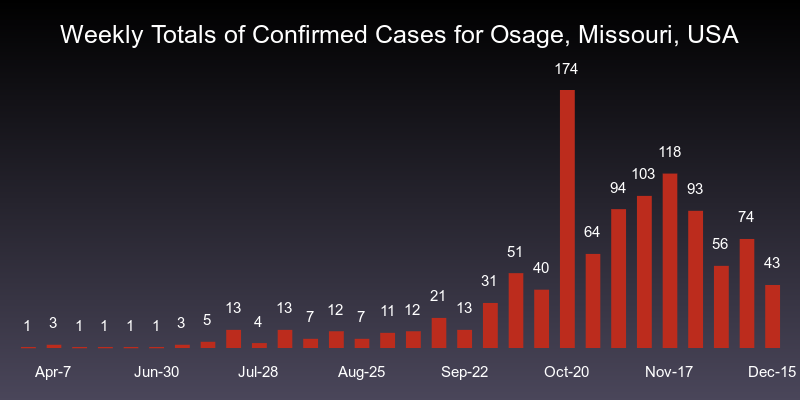 Weekly Totals of Confirmed Cases for Osage, Missouri, USA
1 3 1 1 1 1 3 5 13 4 13 7 12 7 11 12 21 13 31 51 40 174 64 94 103 118 93 56 74 43
Apr-7 Jun-30 Jul-28 Aug-25 Sep-22 Oct-20 Nov-17 Dec-15